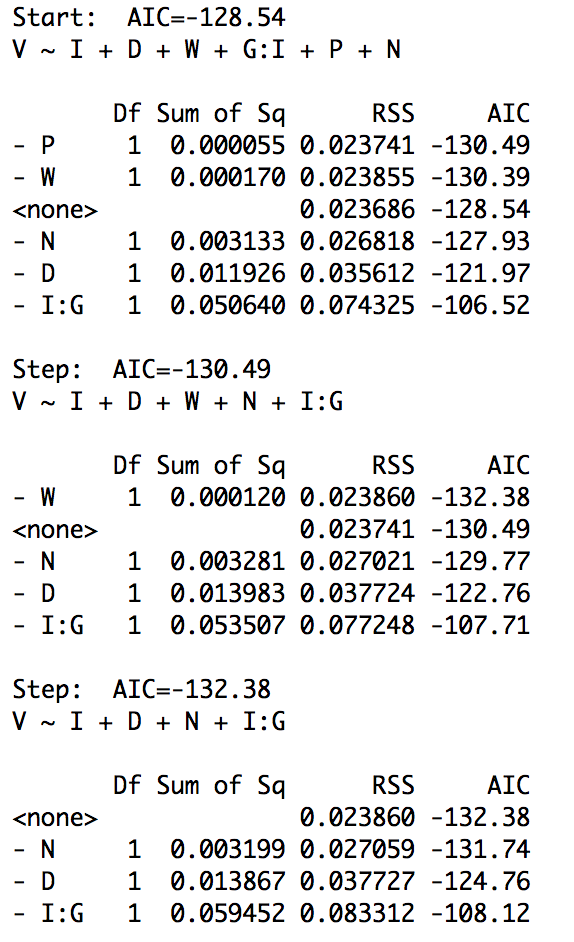 Start:  AIC=-128.54
V ~ I + D + W + G:I + P + N
       Df Sum of Sq      RSS     AIC
- P     1  0.000055 0.023741 -130.49
- W     1  0.000170 0.023855 -130.39
<none>              0.023686 -128.54
- N     1  0.003133 0.026818 -127.93
- D     1  0.011926 0.035612 -121.97
- I:G   1  0.050640 0.074325 -106.52
Step:  AIC=-130.49
V ~ I + D + W + N + I:G
       Df Sum of Sq      RSS     AIC
- W     1  0.000120 0.023860 -132.38
<none>              0.023741 -130.49
- N     1  0.003281 0.027021 -129.77
- D     1  0.013983 0.037724 -122.76
- I:G   1  0.053507 0.077248 -107.71
Step:  AIC=-132.38
V ~ I + D + N + I:G
       Df Sum of Sq      RSS     AIC
<none>              0.023860 -132.38
- N     1  0.003199 0.027059 -131.74
- D     1  0.013867 0.037727 -124.76
- I:G   1  0.059452 0.083312 -108.12